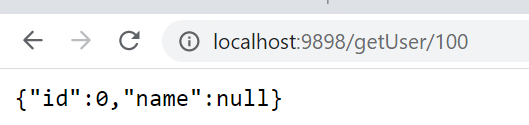 localhost:9898/getUser/100
{"id":0,"name":null}